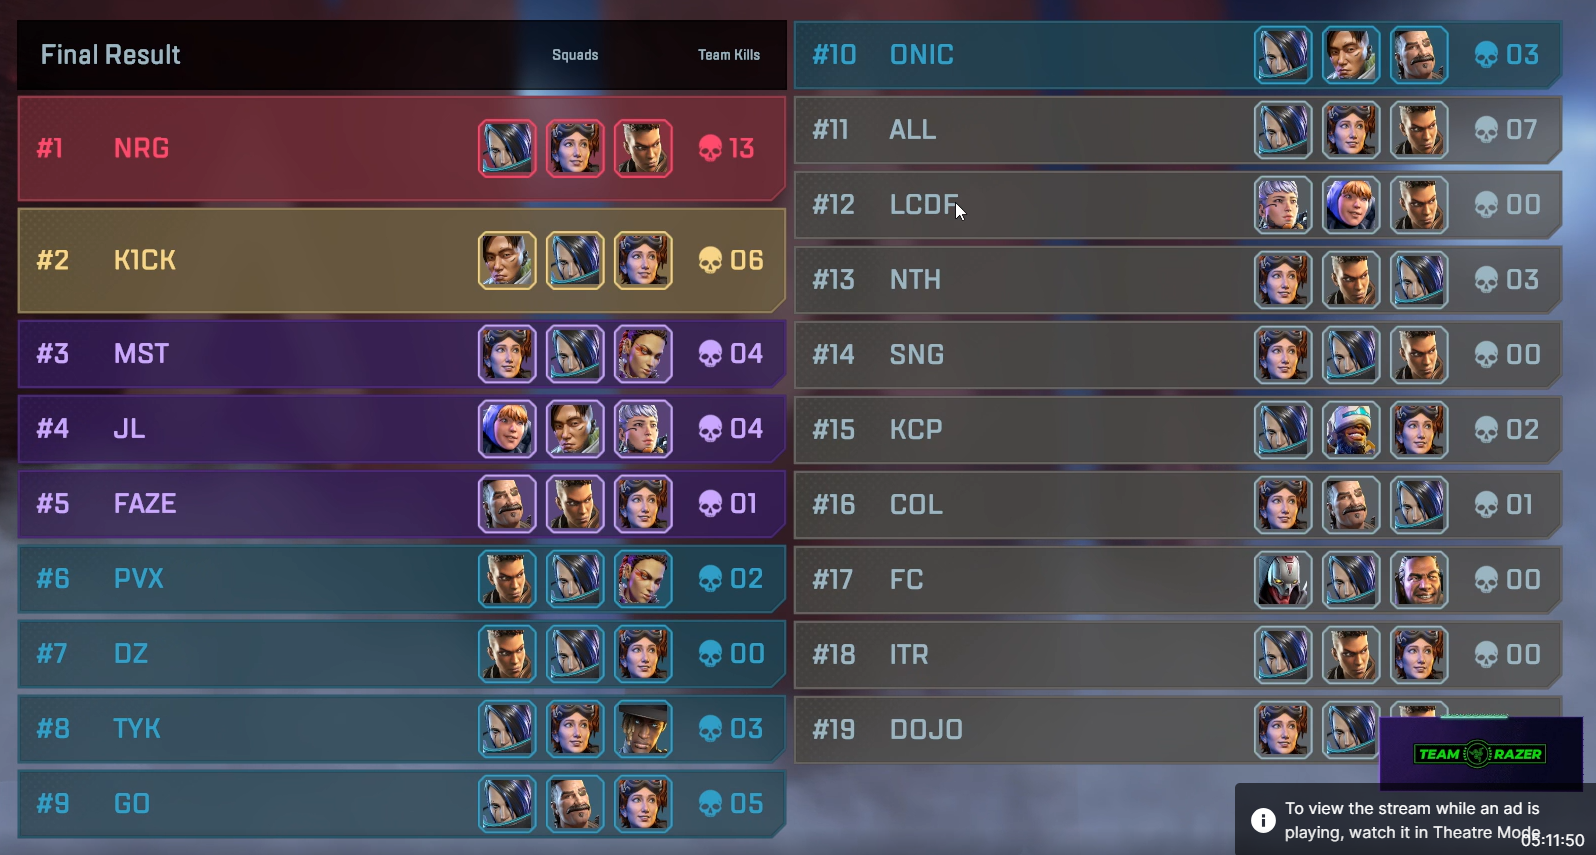 Final Result Squads Team Kills
#1 NRG 13
#2 K1CK 06
#3 MST 04
#4 JL 04
#5 FAZE 01
#6 PVX 02
#7 DZ 00
#8 TYK 03
#9 GO 05
#10 ONIC 03
#11 ALL 07
#12 LCDF 00
#13 NTH 03
#14 SNG 00
#15 KCP 02
#16 COL 01
#17 FC 00
#18 ITR 00
#19 DOJO
TEAM RAZER
To view the stream while an ad is
playing, watch it in Theatre Mode
05:11:50